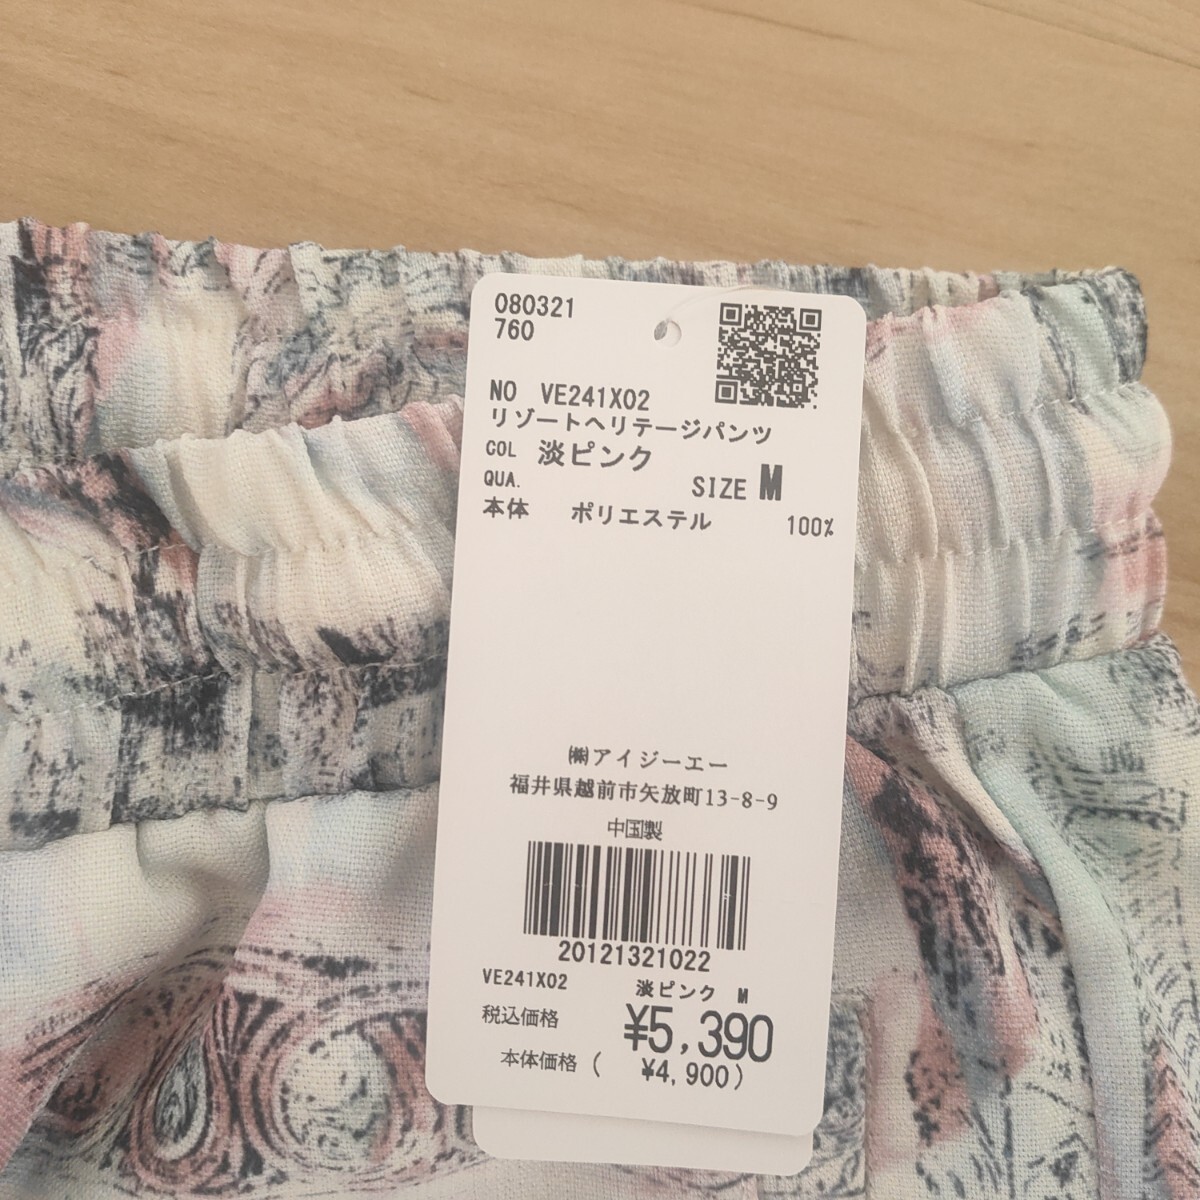 080321
760
NO VE241X02
リゾートヘリテージパンツ
COL 淡ピンク
QUA. SIZE M
本体 ポリエステル 100%
㈱アイジーエー
福井県越前市矢放町13-8-9
中国製
20121321022
VE241X02 淡ピンク M
税込価格 ¥5,390
本体価格( ¥4,900)